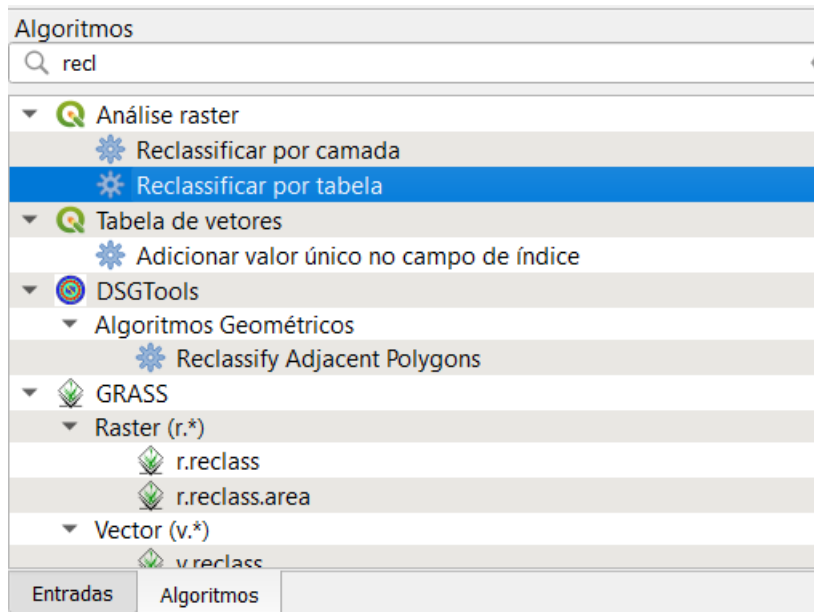 Algoritmos
recl
Análise raster
Reclassificar por camada
Reclassificar por tabela
Tabela de vetores
Adicionar valor único no campo de índice
DSGTools
Algoritmos Geométricos
Reclassify Adjacent Polygons
GRASS
Raster (r.*)
r.reclass
r.reclass.area
Vector (v.*)
v.reclass
Entradas Algoritmos